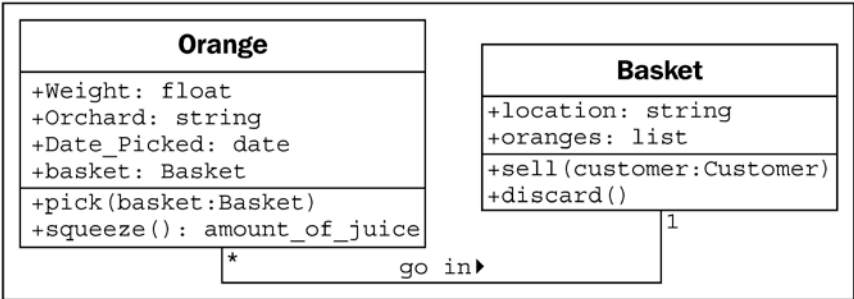 Orange
+Weight: float
+Orchard: string
+Date_Picked: date
+basket: Basket
+pick(basket:Basket)
+squeeze(): amount_of_juice
Basket
+location: string
+oranges: list
+sell(customer:Customer)
+discard()
*
go in
1